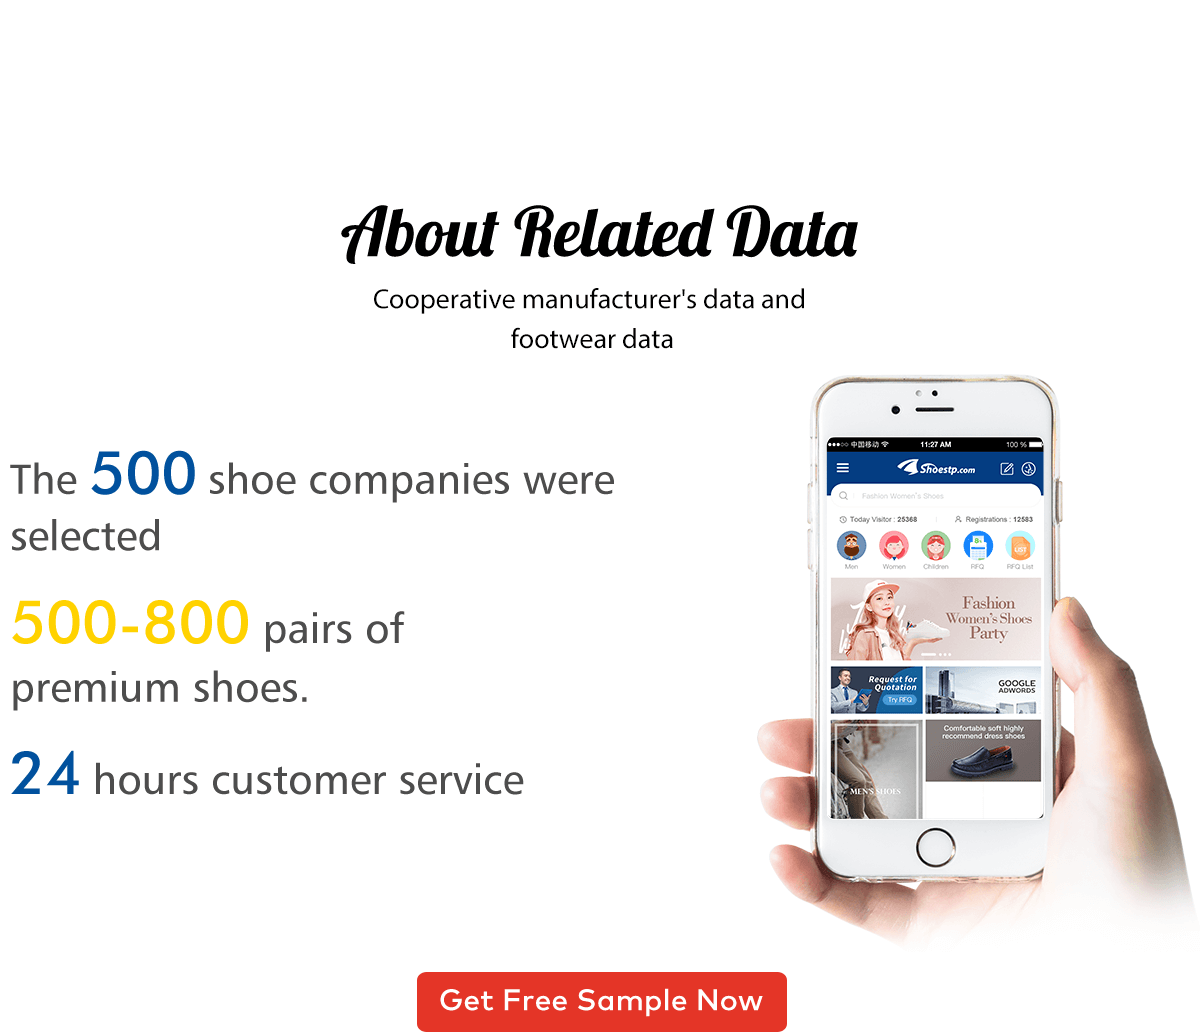 About Related Data
Cooperative manufacturer's data and
footwear data
The 500 shoe companies were
selected
500-800 pairs of
premium shoes.
24 hours customer service
中国移动 11:27 AM 100 %
Shoestp.com
Fashion Women's Shoes
Today Visitor : 25368 Registrations : 12583
LIST
Men Women Children RFQ RFQ List
Fashion
Women's Shoes
Party
Request for
Quotation
Try RFQ
GOOGLE
ADWORDS
Comfortable soft highly
recommend dress shoes
MEN'S SHOES
Get Free Sample Now